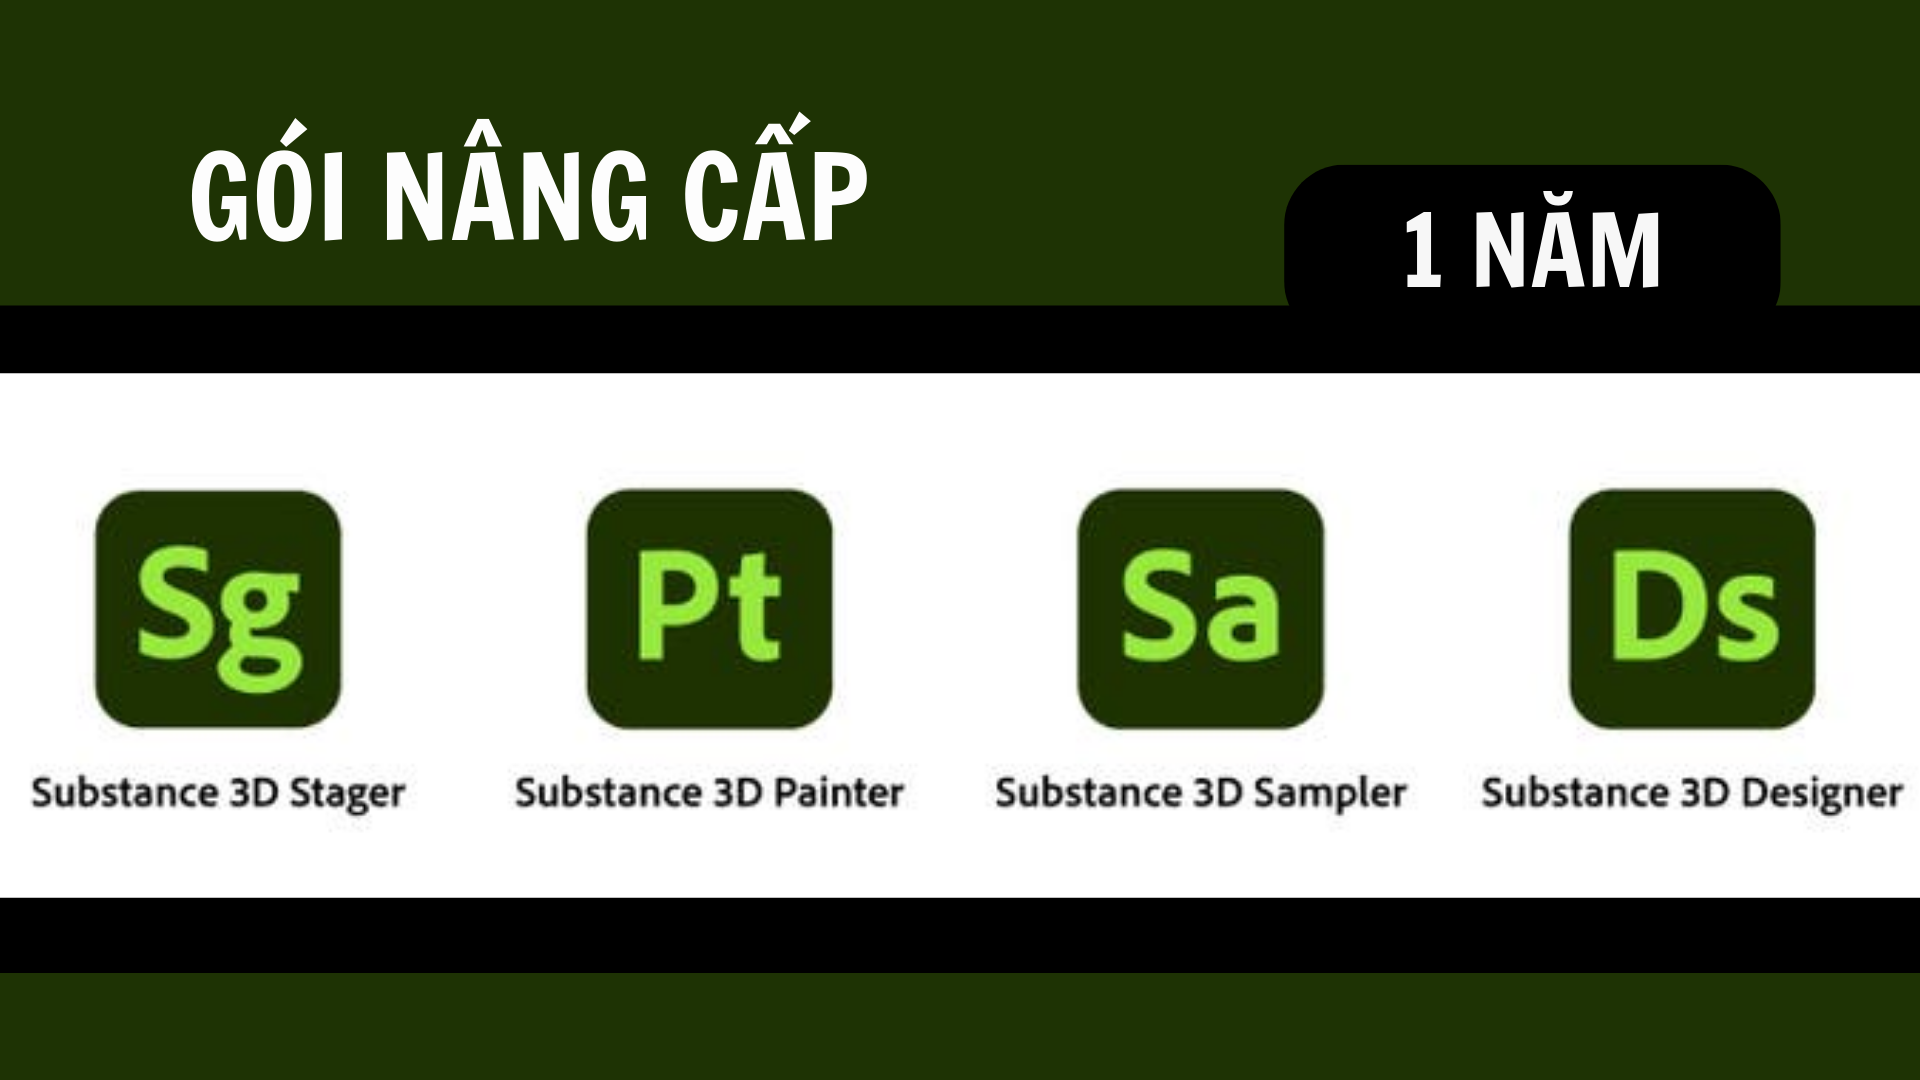 GÓI NÂNG CẤP
1 NĂM
Sg Pt Sa Ds
Substance 3D Stager Substance 3D Painter Substance 3D Sampler Substance 3D Designer